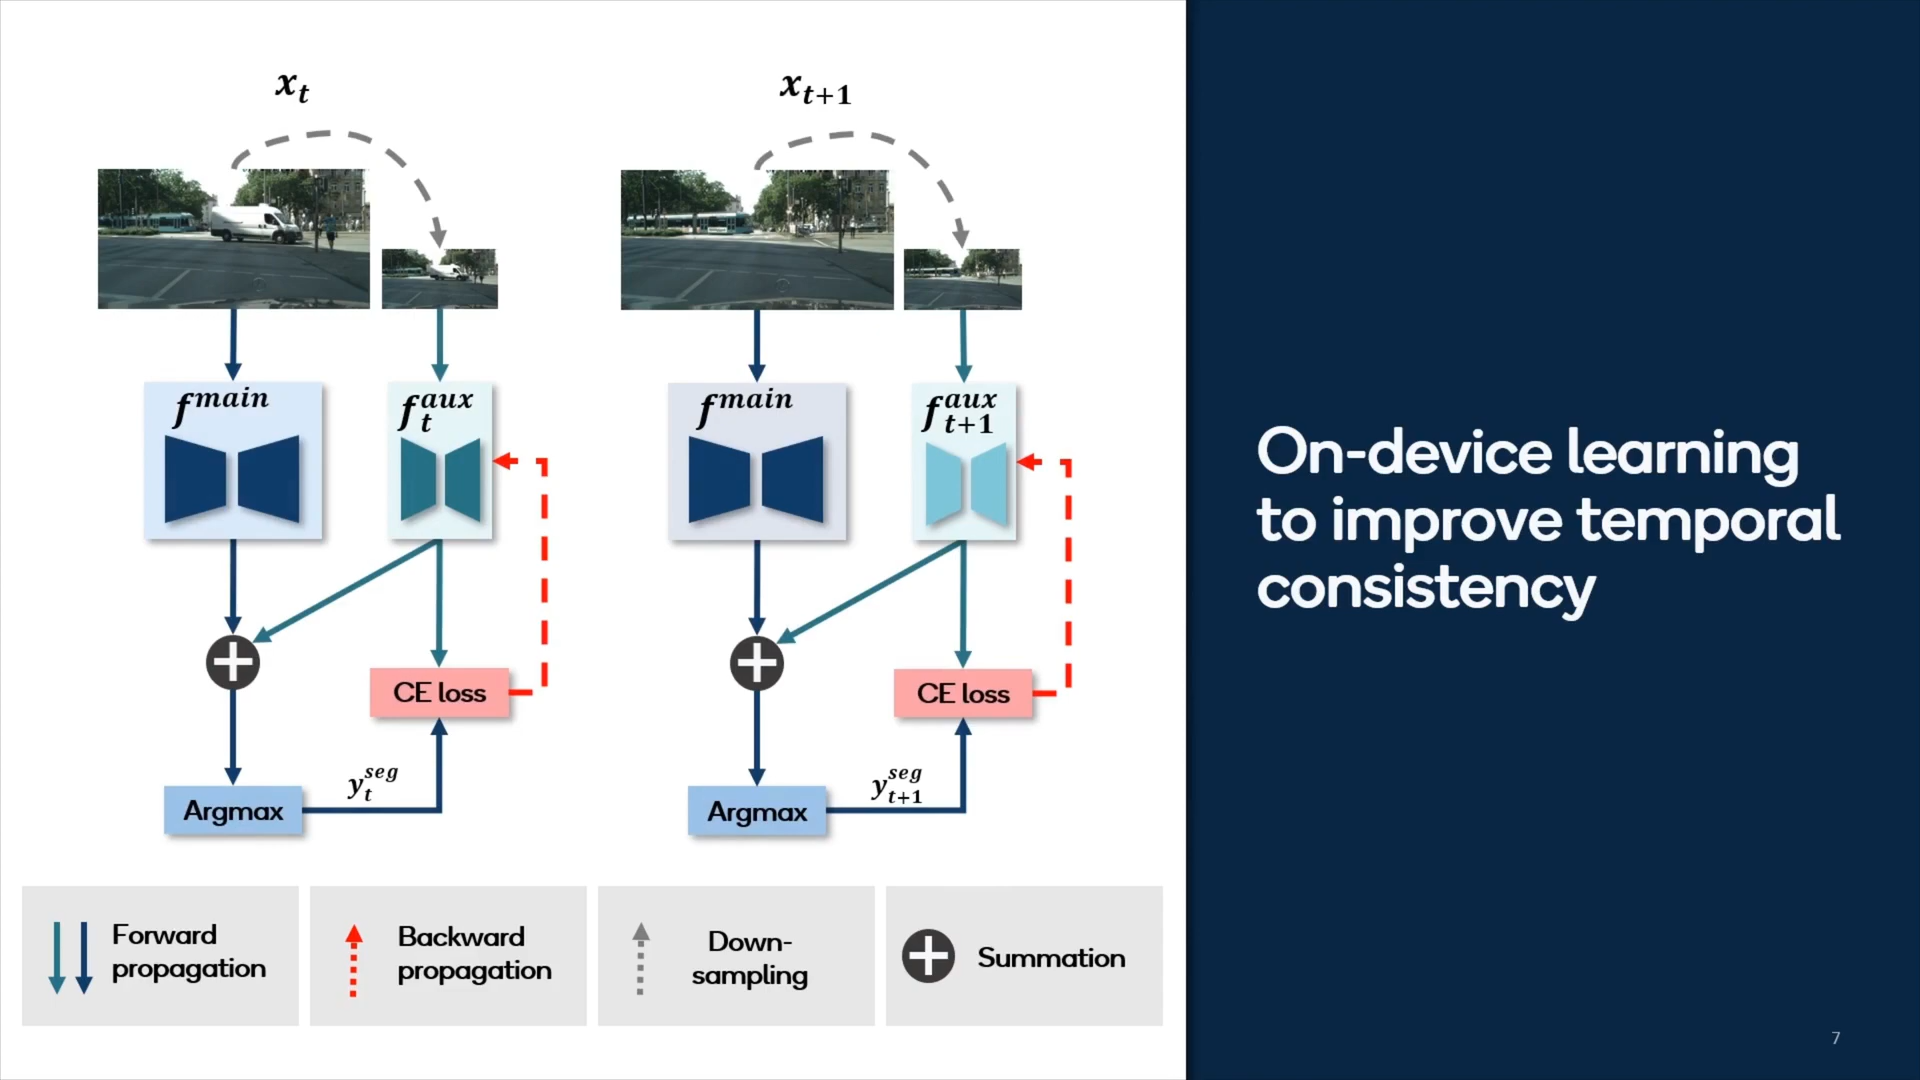 x_t
x_{t+1}
f^{main}
f_t^{aux}
f^{main}
f_{t+1}^{aux}
CE loss
CE loss
y_t^{seg}
y_{t+1}^{seg}
Argmax
Argmax
Forward
propagation
Backward
propagation
Down-
sampling
Summation
On-device learning
to improve temporal
consistency
7